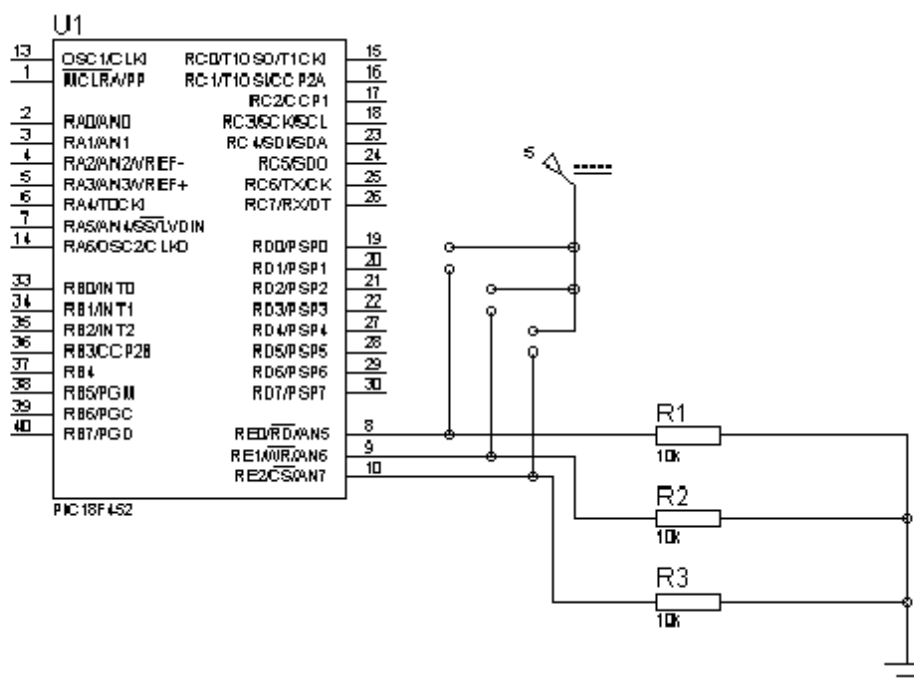 U1
13 OSC1/CLKI RC0/T1OSO/T1CKI 15
1 MCLR/VPP RC1/T1OSI/CCP2A 16
RC2/CCP1 17
2 RA0/AN0 RC3/SCK/SCL 18
3 RA1/AN1 RC4/SDI/SDA 23
4 RA2/AN2/VREF- RC5/SDO 24
5 RA3/AN3/VREF+ RC6/TX/CK 25
6 RA4/T0CKI RC7/RX/DT 26
7 RA5/AN4/SS/LVDIN
14 RA6/OSC2/CLKO RD0/PSP0 19
RD1/PSP1 20
33 RB0/INT0 RD2/PSP2 21
34 RB1/INT1 RD3/PSP3 22
35 RB2/INT2 RD4/PSP4 27
36 RB3/CCP2B RD5/PSP5 28
37 RB4 RD6/PSP6 29
38 RB5/PGM RD7/PSP7 30
39 RB6/PGC
40 RB7/PGD RE0/RD/AN5 8
RE1/WR/AN6 9
RE2/CS/AN7 10
PIC18F452
5
R1
10k
R2
10k
R3
10k